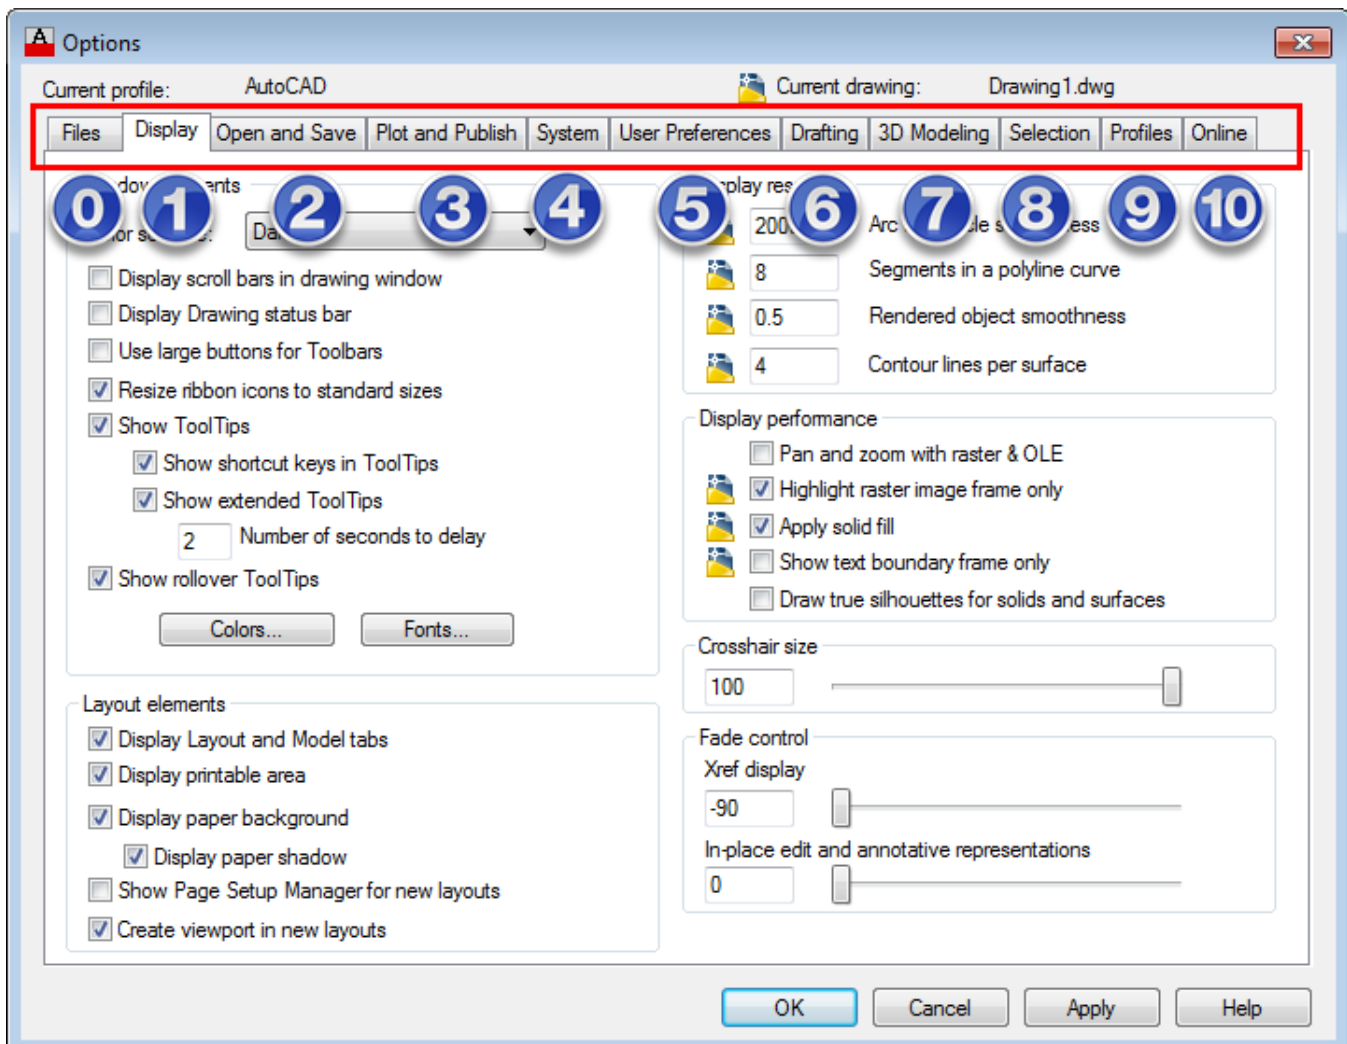 A Options
Current profile: AutoCAD Current drawing: Drawing1.dwg
Files Display Open and Save Plot and Publish System User Preferences Drafting 3D Modeling Selection Profiles Online
0 1 2 3 4 5 6 7 8 9 10
Display scroll bars in drawing window
Display Drawing status bar
Use large buttons for Toolbars
Resize ribbon icons to standard sizes
Show ToolTips
Show shortcut keys in ToolTips
Show extended ToolTips
2 Number of seconds to delay
Show rollover ToolTips
Colors... Fonts...
Layout elements
Display Layout and Model tabs
Display printable area
Display paper background
Display paper shadow
Show Page Setup Manager for new layouts
Create viewport in new layouts
Arc
8 Segments in a polyline curve
0.5 Rendered object smoothness
4 Contour lines per surface
Display performance
Pan and zoom with raster & OLE
Highlight raster image frame only
Apply solid fill
Show text boundary frame only
Draw true silhouettes for solids and surfaces
Crosshair size
100
Fade control
Xref display
-90
In-place edit and annotative representations
0
OK Cancel Apply Help